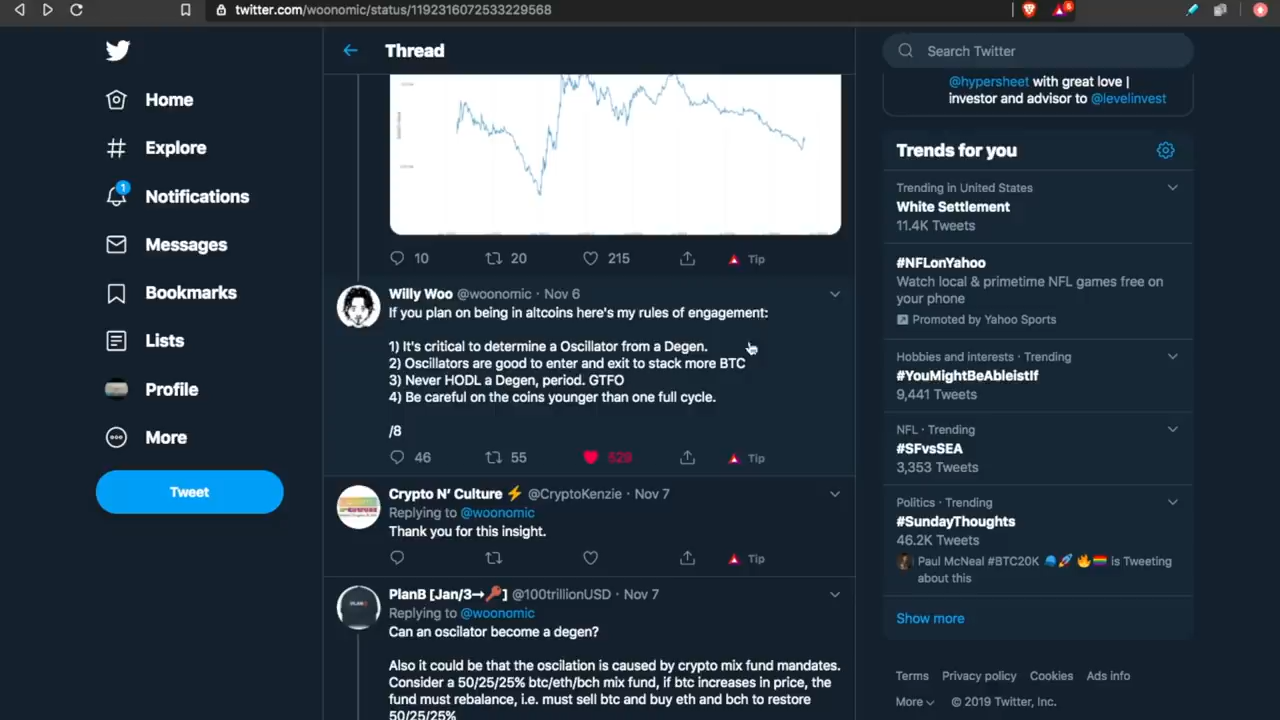 twitter.com/woonomic/status/1192316072533229568
6
Home
Explore
1
Notifications
Messages
Bookmarks
Lists
Profile
More
Tweet
Thread
10
20
215
Tip
Willy Woo @woonomic · Nov 6
If you plan on being in altcoins here's my rules of engagement:
1) It's critical to determine a Oscillator from a Degen.
2) Oscillators are good to enter and exit to stack more BTC
3) Never HODL a Degen, period. GTFO
4) Be careful on the coins younger than one full cycle.
/8
46
55
529
Tip
Crypto N' Culture ⚡ @CryptoKenzie · Nov 7
Replying to @woonomic
Thank you for this insight.
Tip
PlanB [Jan/3→🔑] @100trillionUSD · Nov 7
Replying to @woonomic
Can an oscilator become a degen?
Also it could be that the oscilation is caused by crypto mix fund mandates.
Consider a 50/25/25% btc/eth/bch mix fund, if btc increases in price, the
fund must rebalance, i.e. must sell btc and buy eth and bch to restore
50/25/25%
Search Twitter
@hypersheet with great love |
investor and advisor to @levelinvest
Trends for you
Trending in United States
White Settlement
11.4K Tweets
#NFLonYahoo
Watch local & primetime NFL games free on
your phone
Promoted by Yahoo Sports
Hobbies and interests · Trending
#YouMightBeAbleistIf
9,441 Tweets
NFL · Trending
#SFvsSEA
3,353 Tweets
Politics · Trending
#SundayThoughts
46.2K Tweets
Paul McNeal #BTC20K 🧢🚀🔥🏳️‍🌈 is Tweeting
about this
Show more
Terms Privacy policy Cookies Ads info
More © 2019 Twitter, Inc.